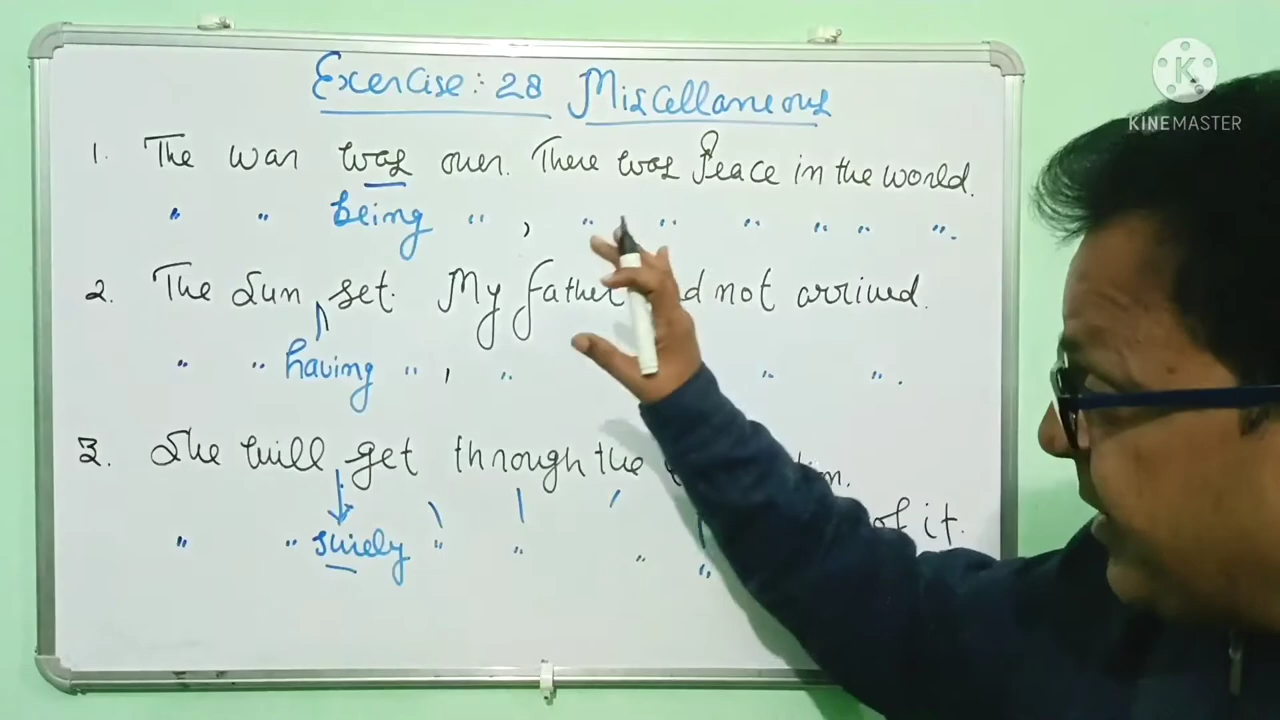 Exercise: 28 Miscellaneous
1. The war was over. There was Peace in the world.
" " being " , " " " " " ".
2. The Sun set. My father not arrived.
" " having " , " " ".
3. She will get through the
of it.
" " surely " " " "
K
KINEMASTER